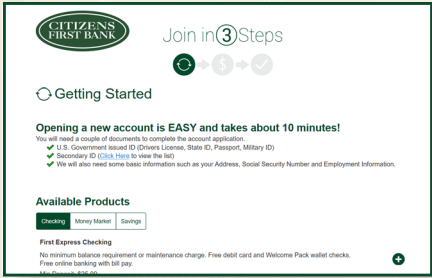 CITIZENS
FIRST BANK
Join in 3 Steps
$
Getting Started
Opening a new account is EASY and takes about 10 minutes!
You will need a couple of documents to complete the account application.
U.S. Government issued ID (Drivers License, State ID, Passport, Military ID)
Secondary ID (Click Here to view the list)
We will also need some basic information such as your Address, Social Security Number and Employment Information.
Available Products
Checking Money Market Savings
First Express Checking
No minimum balance requirement or maintenance charge. Free debit card and Welcome Pack wallet checks.
Free online banking with bill pay.
Min Deposit: $25.00